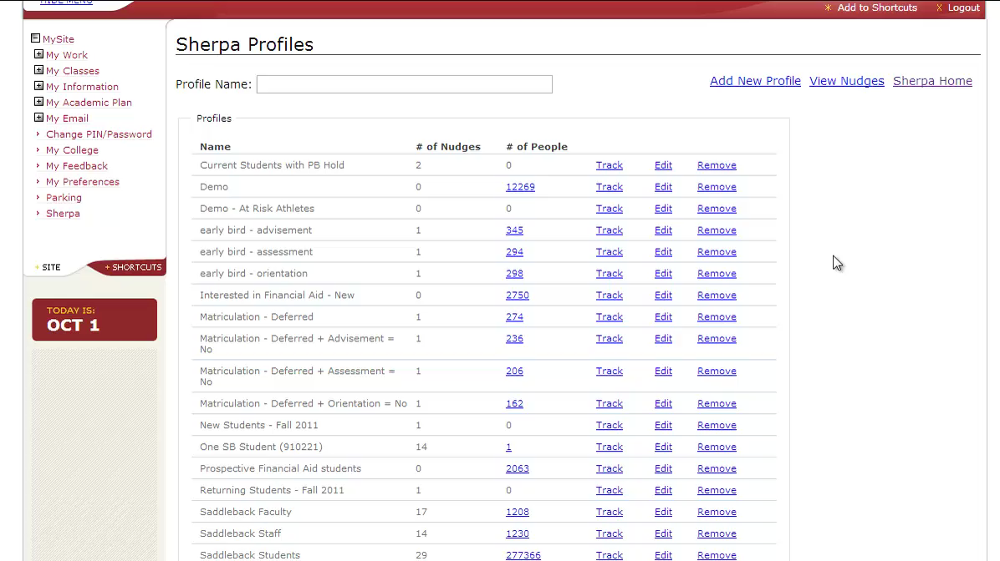 HIDE MENU
Add to Shortcuts
X Logout
MySite
My Work
My Classes
My Information
My Academic Plan
My Email
Change PIN/Password
My College
My Feedback
My Preferences
Parking
Sherpa
SITE
+ SHORTCUTS
TODAY IS:
OCT 1
Sherpa Profiles
Profile Name:
Add New Profile View Nudges Sherpa Home
Profiles
Name # of Nudges # of People
Current Students with PB Hold 2 0 Track Edit Remove
Demo 0 12269 Track Edit Remove
Demo - At Risk Athletes 0 0 Track Edit Remove
early bird - advisement 1 345 Track Edit Remove
early bird - assessment 1 294 Track Edit Remove
early bird - orientation 1 298 Track Edit Remove
Interested in Financial Aid - New 0 2750 Track Edit Remove
Matriculation - Deferred 1 274 Track Edit Remove
Matriculation - Deferred + Advisement = 1 236 Track Edit Remove
No
Matriculation - Deferred + Assessment = 1 206 Track Edit Remove
No
Matriculation - Deferred + Orientation = No 1 162 Track Edit Remove
New Students - Fall 2011 1 0 Track Edit Remove
One SB Student (910221) 14 1 Track Edit Remove
Prospective Financial Aid students 0 2063 Track Edit Remove
Returning Students - Fall 2011 1 0 Track Edit Remove
Saddleback Faculty 17 1208 Track Edit Remove
Saddleback Staff 14 1230 Track Edit Remove
Saddleback Students 29 277366 Track Edit Remove